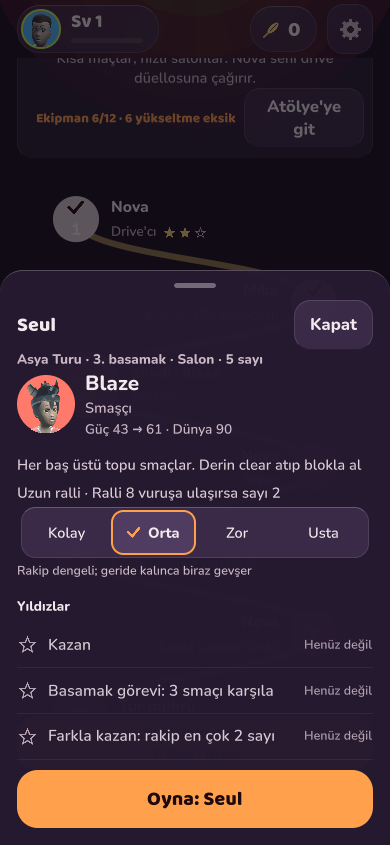 Sv 1
0
Kısa maçlar, hızlı salonlar. Nova seni drive
düellosuna çağırır.
Ekipman 6/12 · 6 yükseltme eksik
Atölye'ye
git
1
Nova
Drive'cı
Seul
Kapat
Asya Turu · 3. basamak · Salon · 5 sayı
Blaze
Smaşçı
Güç 43 → 61 · Dünya 90
Her baş üstü topu smaçlar. Derin clear atıp blokla al
Uzun ralli · Ralli 8 vuruşa ulaşırsa sayı 2
Kolay
Orta
Zor
Usta
Rakip dengeli; geride kalınca biraz gevşer
Yıldızlar
Kazan
Henüz değil
Basamak görevi: 3 smaçı karşıla
Henüz değil
Farkla kazan: rakip en çok 2 sayı
Henüz değil
Oyna: Seul